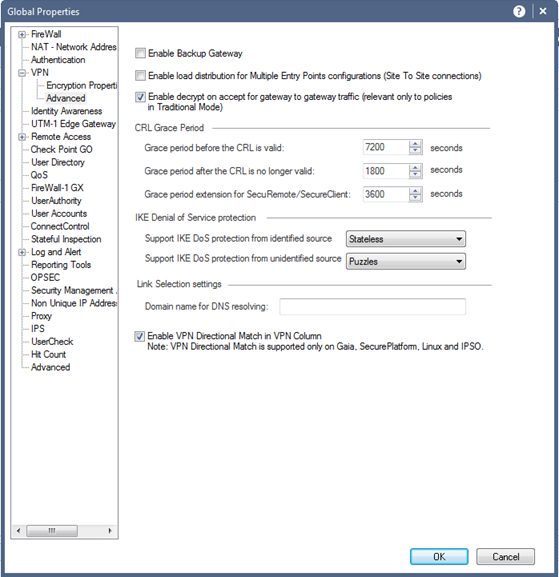 Global Properties
FireWall
NAT - Network Addres
Authentication
VPN
Encryption Properti
Advanced
Identity Awareness
UTM-1 Edge Gateway
Remote Access
Check Point GO
User Directory
QoS
FireWall-1 GX
UserAuthority
User Accounts
ConnectControl
Stateful Inspection
Log and Alert
Reporting Tools
OPSEC
Security Management
Non Unique IP Address
Proxy
IPS
UserCheck
Hit Count
Advanced
Enable Backup Gateway
Enable load distribution for Multiple Entry Points configurations (Site To Site connections)
Enable decrypt on accept for gateway to gateway traffic (relevant only to policies
in Traditional Mode)
CRL Grace Period
Grace period before the CRL is valid: 7200 seconds
Grace period after the CRL is no longer valid: 1800 seconds
Grace period extension for SecuRemote/SecureClient: 3600 seconds
IKE Denial of Service protection
Support IKE DoS protection from identified source Stateless
Support IKE DoS protection from unidentified source Puzzles
Link Selection settings
Domain name for DNS resolving:
Enable VPN Directional Match in VPN Column
Note: VPN Directional Match is supported only on Gaia, SecurePlatform, Linux and IPSO.
OK Cancel